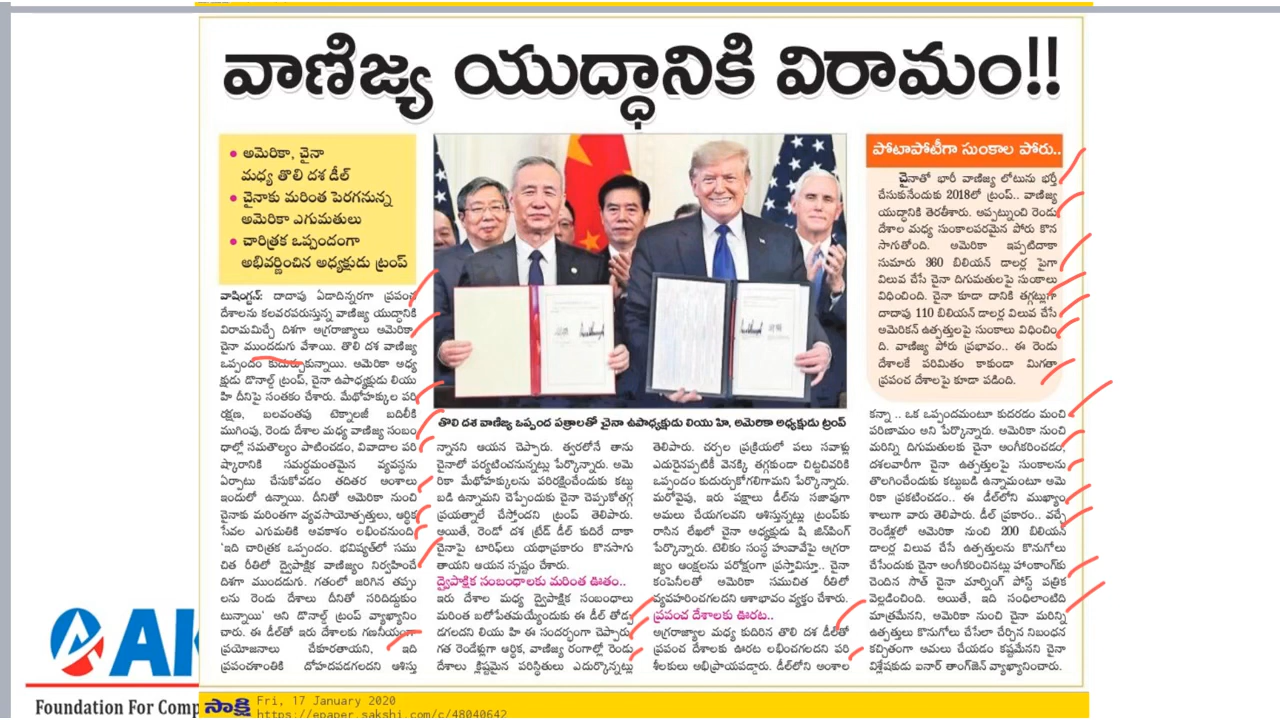 వాణిజ్య యుద్ధానికి విరామం!!
• అమెరికా, చైనా
మధ్య తొలి దశ డీల్
• చైనాకు మరింత పెరగనున్న
అమెరికా ఎగుమతులు
• చారిత్రక ఒప్పందంగా
అభివర్ణించిన అధ్యక్షుడు ట్రంప్
వాషింగ్టన్: దాదాపు ఏడాదిన్నరగా ప్రపంచ
దేశాలను కలవరపరుస్తున్న వాణిజ్య యుద్ధానికి
విరామమిచ్చే దిశగా అగ్రరాజ్యాలు అమెరికా,
చైనా ముందడుగు వేశాయి. తొలి దశ వాణిజ్య
ఒప్పందం కుదుర్చుకున్నాయి. అమెరికా అధ్య
క్షుడు డొనాల్డ్ ట్రంప్, చైనా ఉపాధ్యక్షుడు లియు
హి దీనిపై సంతకం చేశారు. మేథోహక్కుల పరి
రక్షణ, బలవంతపు టెక్నాలజీ బదిలీకి
ముగింపు, రెండు దేశాల మధ్య వాణిజ్య సంబం
ధాల్లో సమతౌల్యం పాటించడం, వివాదాల పరి
ష్కారానికి సమర్థమంతమైన వ్యవస్థను
ఏర్పాటు చేసుకోవడం తదితర అంశాలు
ఇందులో ఉన్నాయి. దీనితో అమెరికా నుంచి
చైనాకు మరింతగా వ్యవసాయోత్పత్తులు, ఆర్థిక
సేవల ఎగుమతికి అవకాశం లభించనుంది.
'ఇది చారిత్రక ఒప్పందం. భవిష్యత్‌లో సము
చిత రీతిలో ద్వైపాక్షిక వాణిజ్యం నిర్వహించే
దిశగా ముందడుగు. గతంలో జరిగిన తప్పు
లను రెండు దేశాలు దీనితో సరిదిద్దుకుం
టున్నాయి' అని డొనాల్డ్ ట్రంప్ వ్యాఖ్యానిం
చారు. ఈ డీల్‌తో ఇరు దేశాలకు గణనీయంగా
ప్రయోజనాలు చేకూరతాయని, ఇది
ప్రపంచశాంతికి దోహదపడగలదని ఆశిస్తు
తొలి దశ వాణిజ్య ఒప్పంద పత్రాలతో చైనా ఉపాధ్యక్షుడు లియు హి, అమెరికా అధ్యక్షుడు ట్రంప్
న్నానని ఆయన చెప్పారు. త్వరలోనే తాను
చైనాలో పర్యటించనున్నట్లు పేర్కొన్నారు. అమె
రికా మేథోహక్కులను పరిరక్షించేందుకు కట్టు
బడి ఉన్నామని చెప్పేందుకు చైనా చెప్పుకోతగ్గ
ప్రయత్నాలే చేస్తోందని ట్రంప్ తెలిపారు.
అయితే, రెండో దశ ట్రేడ్ డీల్ కుదిరే దాకా
చైనాపై టారిఫ్‌లు యథాప్రకారం కొనసాగు
తాయని ఆయన స్పష్టం చేశారు.
ద్వైపాక్షిక సంబంధాలకు మరింత ఊతం..
ఇరు దేశాల మధ్య ద్వైపాక్షిక సంబంధాలు
మరింత బలోపేతమయ్యేందుకు ఈ డీల్ తోడ్ప
డగలదని లియు హి ఈ సందర్భంగా చెప్పారు.
గత రెండేళ్లుగా ఆర్థిక, వాణిజ్య రంగాల్లో రెండు
దేశాలు క్లిష్టమైన పరిస్థితులు ఎదుర్కొన్నట్లు
తెలిపారు. చర్చల ప్రక్రియలో పలు సవాళ్లు
ఎదురైనప్పటికీ వెనక్కి తగ్గకుండా చిట్టచివరికి
ఒప్పందం కుదుర్చుకోగలిగామని పేర్కొన్నారు.
మరోవైపు, ఇరు పక్షాలు డీల్‌ను సజావుగా
అమలు చేయగలవని ఆశిస్తున్నట్లు ట్రంప్‌కు
రాసిన లేఖలో చైనా అధ్యక్షుడు షి జిన్‌పింగ్
పేర్కొన్నారు. టెలికం సంస్థ హువావేపై అగ్రరా
జ్యం ఆంక్షలను పరోక్షంగా ప్రస్తావిస్తూ.. చైనా
కంపెనీలతో అమెరికా సముచిత రీతిలో
వ్యవహరించగలదని ఆశాభావం వ్యక్తం చేశారు.
ప్రపంచ దేశాలకు ఊరట..
అగ్రరాజ్యాల మధ్య కుదిరిన తొలి దశ డీల్‌తో
ప్రపంచ దేశాలకు ఊరట లభించగలదని పరి
శీలకులు అభిప్రాయపడ్డారు. డీల్‌లోని అంశాల
పోటాపోటీగా సుంకాల పోరు..
చైనాతో భారీ వాణిజ్య లోటును భర్తీ
చేసుకునేందుకు 2018లో ట్రంప్.. వాణిజ్య
యుద్ధానికి తెరతీశారు. అప్పట్నుంచి రెండు
దేశాల మధ్య సుంకాలపరమైన పోరు కొన
సాగుతోంది. అమెరికా ఇప్పటిదాకా
సుమారు 360 బిలియన్ డాలర్ల పైగా
విలువ చేసే చైనా దిగుమతులపై సుంకాలు
విధించింది. చైనా కూడా దానికి తగ్గట్లుగా
దాదాపు 110 బిలియన్ డాలర్ల విలువ చేసే
అమెరికన్ ఉత్పత్తులపై సుంకాలు విధించిం
ది. వాణిజ్య పోరు ప్రభావం.. ఈ రెండు
దేశాలకే పరిమితం కాకుండా మిగతా
ప్రపంచ దేశాలపై కూడా పడింది.
కన్నా .. ఒక ఒప్పందమంటూ కుదరడం మంచి
పరిణామం అని పేర్కొన్నారు. అమెరికా నుంచి
మరిన్ని దిగుమతులకు చైనా అంగీకరించడం,
దశలవారీగా చైనా ఉత్పత్తులపై సుంకాలను
తొలగించేందుకు కట్టుబడి ఉన్నామంటూ అమె
రికా ప్రకటించడం.. ఈ డీల్‌లోని ముఖ్యాం
శాలుగా వారు తెలిపారు. డీల్ ప్రకారం.. వచ్చే
రెండేళ్లలో అమెరికా నుంచి 200 బిలియన్
డాలర్ల విలువ చేసే ఉత్పత్తులను కొనుగోలు
చేసేందుకు చైనా అంగీకరించినట్లు హాంకాంగ్‌కు
చెందిన సౌత్ చైనా మార్నింగ్ పోస్ట్ పత్రిక
వెల్లడించింది. అయితే, ఇది సంధిలాంటిది
మాత్రమేనని, అమెరికా నుంచి చైనా మరిన్ని
ఉత్పత్తులు కొనుగోలు చేసేలా చేర్చిన నిబంధన
కచ్చితంగా అమలు చేయడం కష్టమేనని చైనా
విశ్లేషకుడు ఐనార్ తాంగ్‌జెన్ వ్యాఖ్యానించారు.
AK
Foundation For Comp
సాక్షి Fri, 17 January 2020
https://epaper.sakshi.com/c/48040642